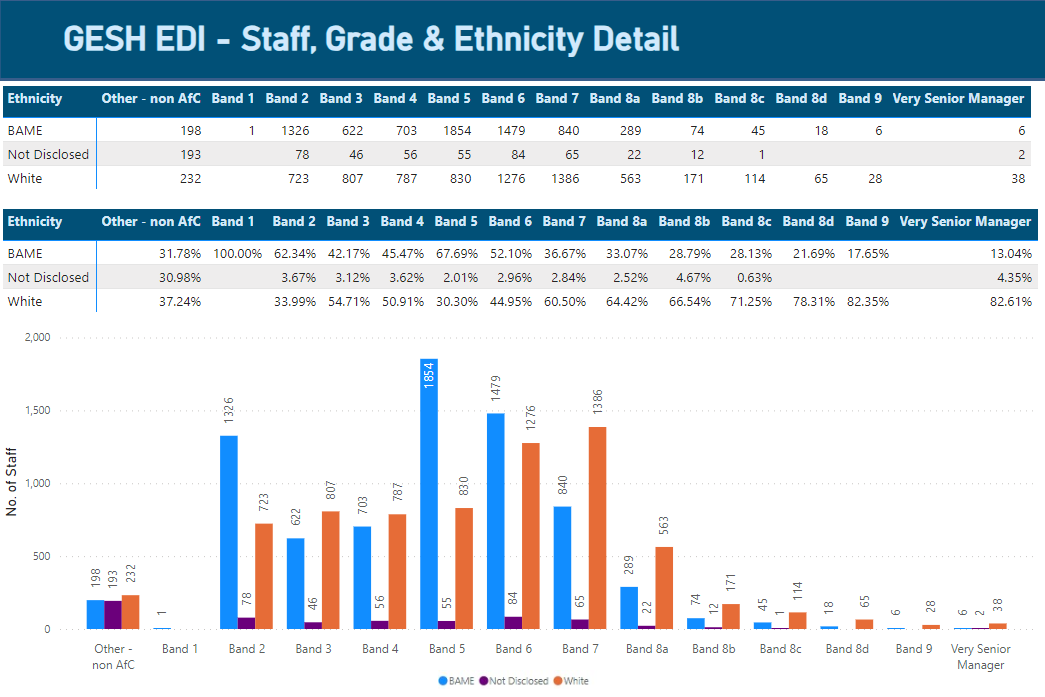 GESH EDI - Staff, Grade & Ethnicity Detail
Ethnicity Other - non AfC Band 1 Band 2 Band 3 Band 4 Band 5 Band 6 Band 7 Band 8a Band 8b Band 8c Band 8d Band 9 Very Senior Manager
BAME 198 1 1326 622 703 1854 1479 840 289 74 45 18 6 6
Not Disclosed 193 78 46 56 55 84 65 22 12 1 2
White 232 723 807 787 830 1276 1386 563 171 114 65 28 38
Ethnicity Other - non AfC Band 1 Band 2 Band 3 Band 4 Band 5 Band 6 Band 7 Band 8a Band 8b Band 8c Band 8d Band 9 Very Senior Manager
BAME 31.78% 100.00% 62.34% 42.17% 45.47% 67.69% 52.10% 36.67% 33.07% 28.79% 28.13% 21.69% 17.65% 13.04%
Not Disclosed 30.98% 3.67% 3.12% 3.62% 2.01% 2.96% 2.84% 2.52% 4.67% 0.63% 4.35%
White 37.24% 33.99% 54.71% 50.91% 30.30% 44.95% 60.50% 64.42% 66.54% 71.25% 78.31% 82.35% 82.61%
No. of Staff
2,000
1,500
1,000
500
0
198 193 232
1
1326 78 723
622 46 807
703 56 787
1854 55 830
1479 84 1276
840 65 1386
289 22 563
74 12 171
45 1 114
18 65
6 28
6 2 38
Other - Band 1 Band 2 Band 3 Band 4 Band 5 Band 6 Band 7 Band 8a Band 8b Band 8c Band 8d Band 9 Very Senior
non AfC Manager
BAME Not Disclosed White